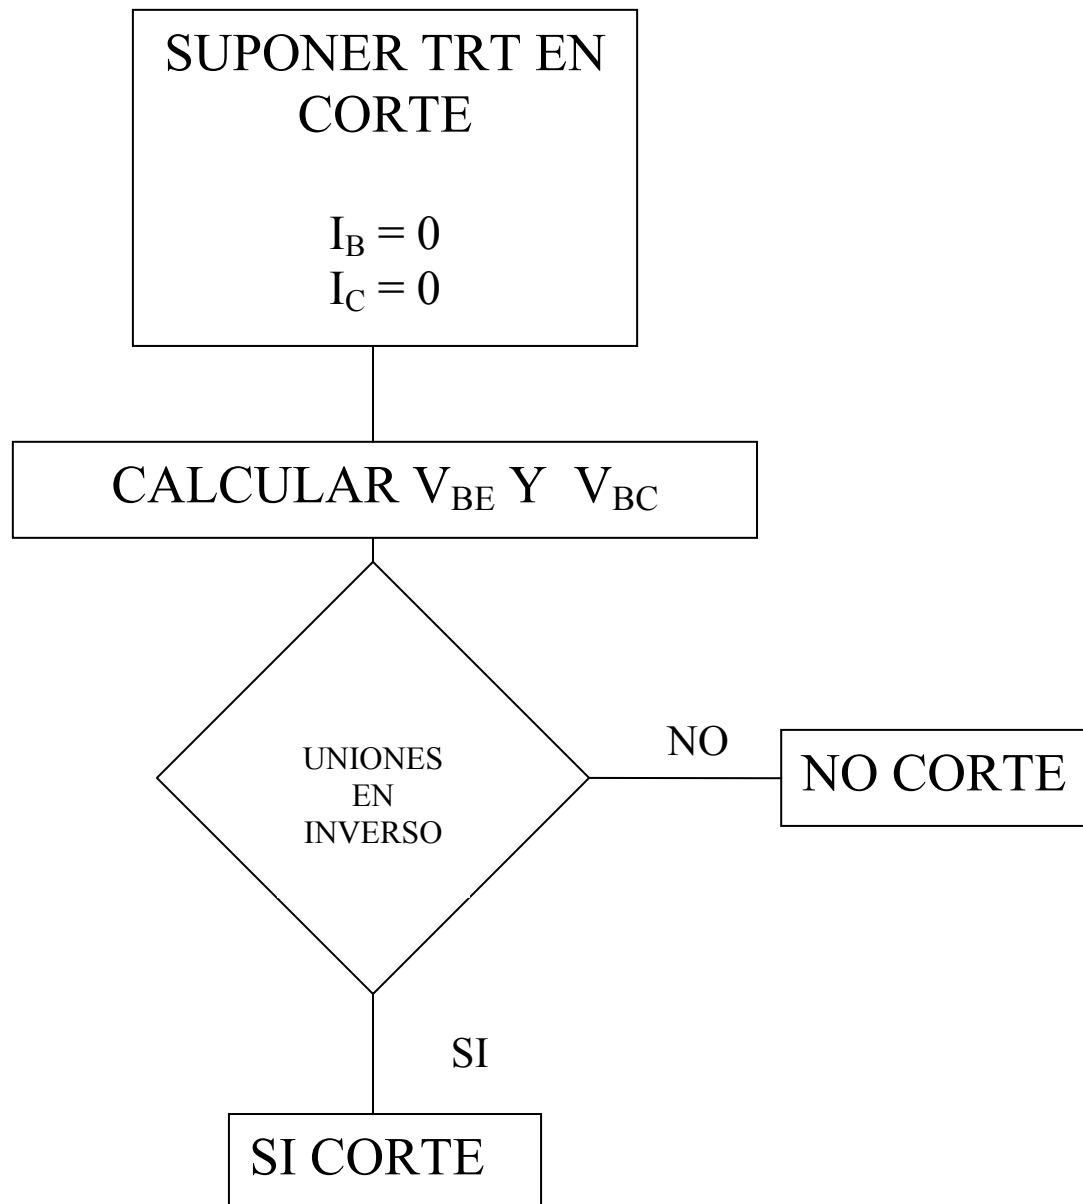 SUPONER TRT EN
CORTE
I_B = 0
I_C = 0
CALCULAR V_BE Y V_BC
UNIONES
EN
INVERSO
NO
NO CORTE
SI
SI CORTE